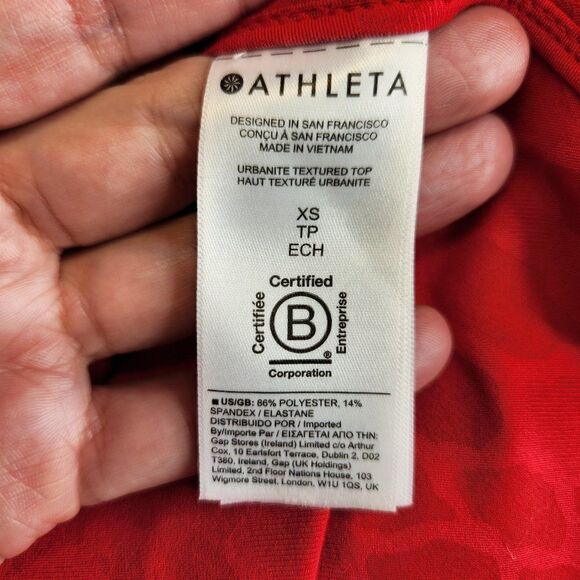 ATHLETA
DESIGNED IN SAN FRANCISCO
CONÇU À SAN FRANCISCO
MADE IN VIETNAM
URBANITE TEXTURED TOP
HAUT TEXTURÉ URBANITE
XS
TP
ECH
Certified
Certifiée
B
®
Entreprise
Corporation
■ US/GB: 86% POLYESTER, 14%
SPANDEX / ELASTANE
DISTRIBUIDO POR / Imported
By/Importe Par / ΕΙΣΑΓΕΤΑΙ ΑΠΟ ΤΗΝ:
Gap Stores (Ireland) Limited c/o Arthur
Cox, 10 Earlsfort Terrace, Dublin 2, D02
T380, Ireland, Gap (UK Holdings)
Limited, 2nd Floor Nations House, 103
Wigmore Street, London, W1U 1QS, UK